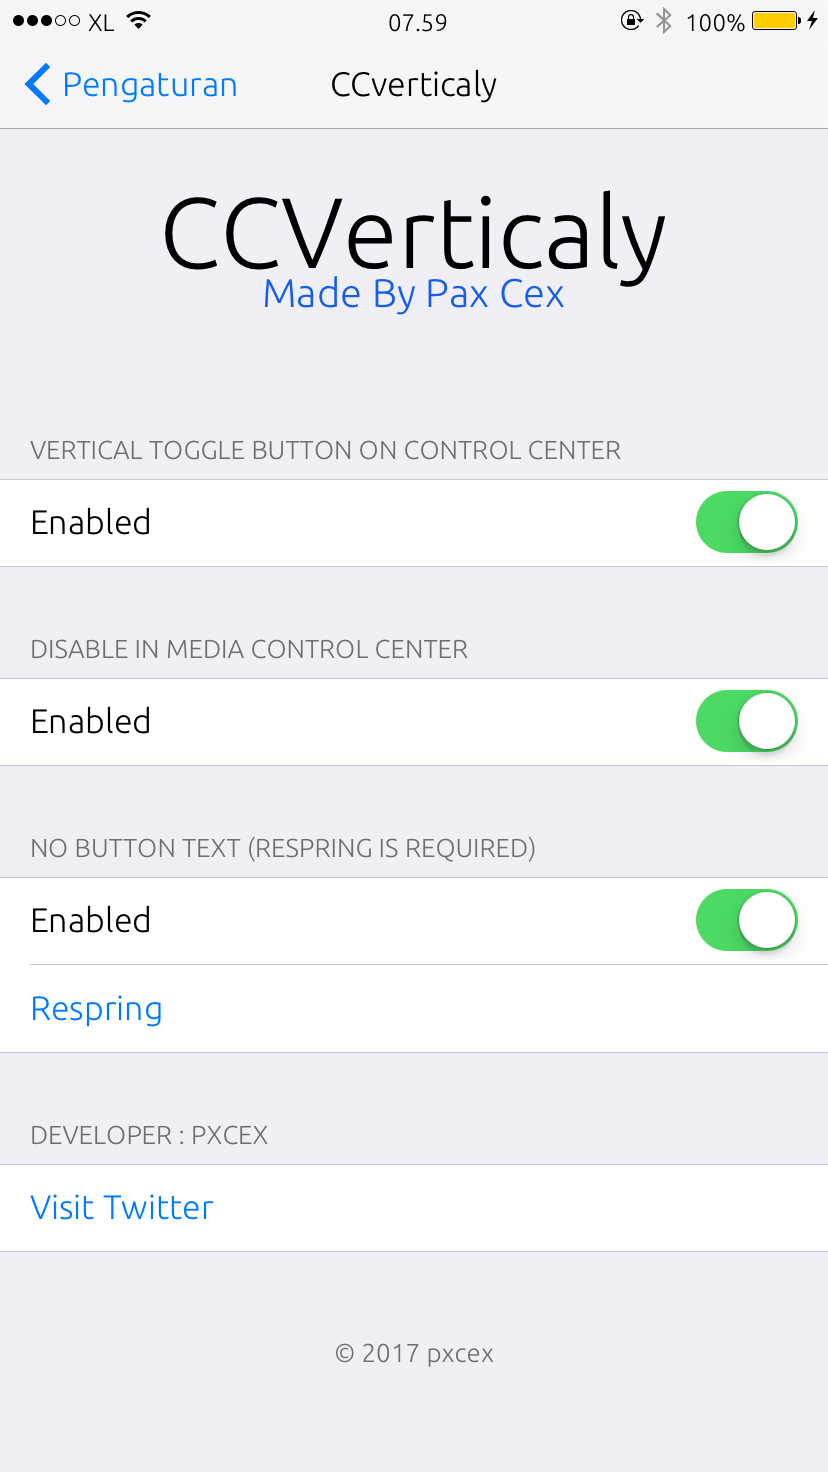 XL 07.59 100%
Pengaturan CCverticaly
CCVerticaly
Made By Pax Cex
VERTICAL TOGGLE BUTTON ON CONTROL CENTER
Enabled
DISABLE IN MEDIA CONTROL CENTER
Enabled
NO BUTTON TEXT (RESPRING IS REQUIRED)
Enabled
Respring
DEVELOPER : PXCEX
Visit Twitter
© 2017 pxcex